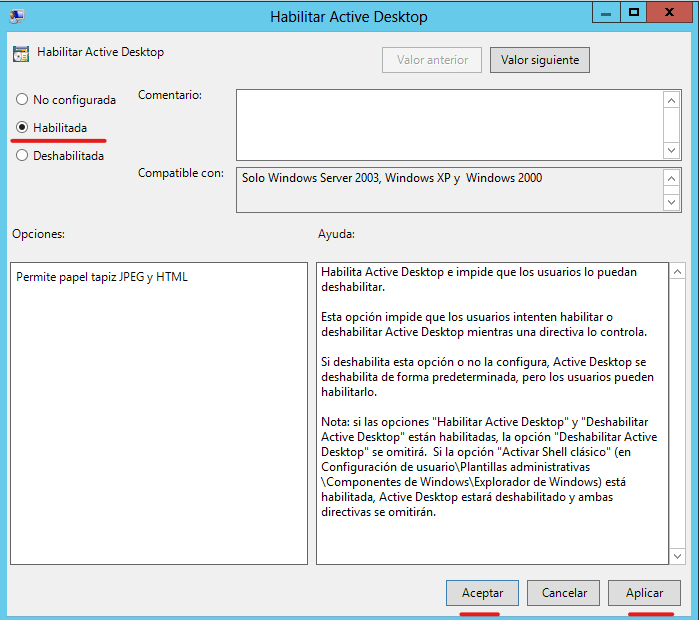 Habilitar Active Desktop
X
Habilitar Active Desktop
Valor anterior
Valor siguiente
No configurada
Comentario:
Habilitada
Deshabilitada
Compatible con:
Solo Windows Server 2003, Windows XP y Windows 2000
Opciones:
Ayuda:
Permite papel tapiz JPEG y HTML
Habilita Active Desktop e impide que los usuarios lo puedan
deshabilitar.
Esta opción impide que los usuarios intenten habilitar o
deshabilitar Active Desktop mientras una directiva lo controla.
Si deshabilita esta opción o no la configura, Active Desktop se
deshabilita de forma predeterminada, pero los usuarios pueden
habilitarlo.
Nota: si las opciones "Habilitar Active Desktop" y "Deshabilitar
Active Desktop" están habilitadas, la opción "Deshabilitar Active
Desktop" se omitirá. Si la opción "Activar Shell clásico" (en
Configuración de usuario\Plantillas administrativas
\Componentes de Windows\Explorador de Windows) está
habilitada, Active Desktop estará deshabilitado y ambas
directivas se omitirán.
Aceptar
Cancelar
Aplicar